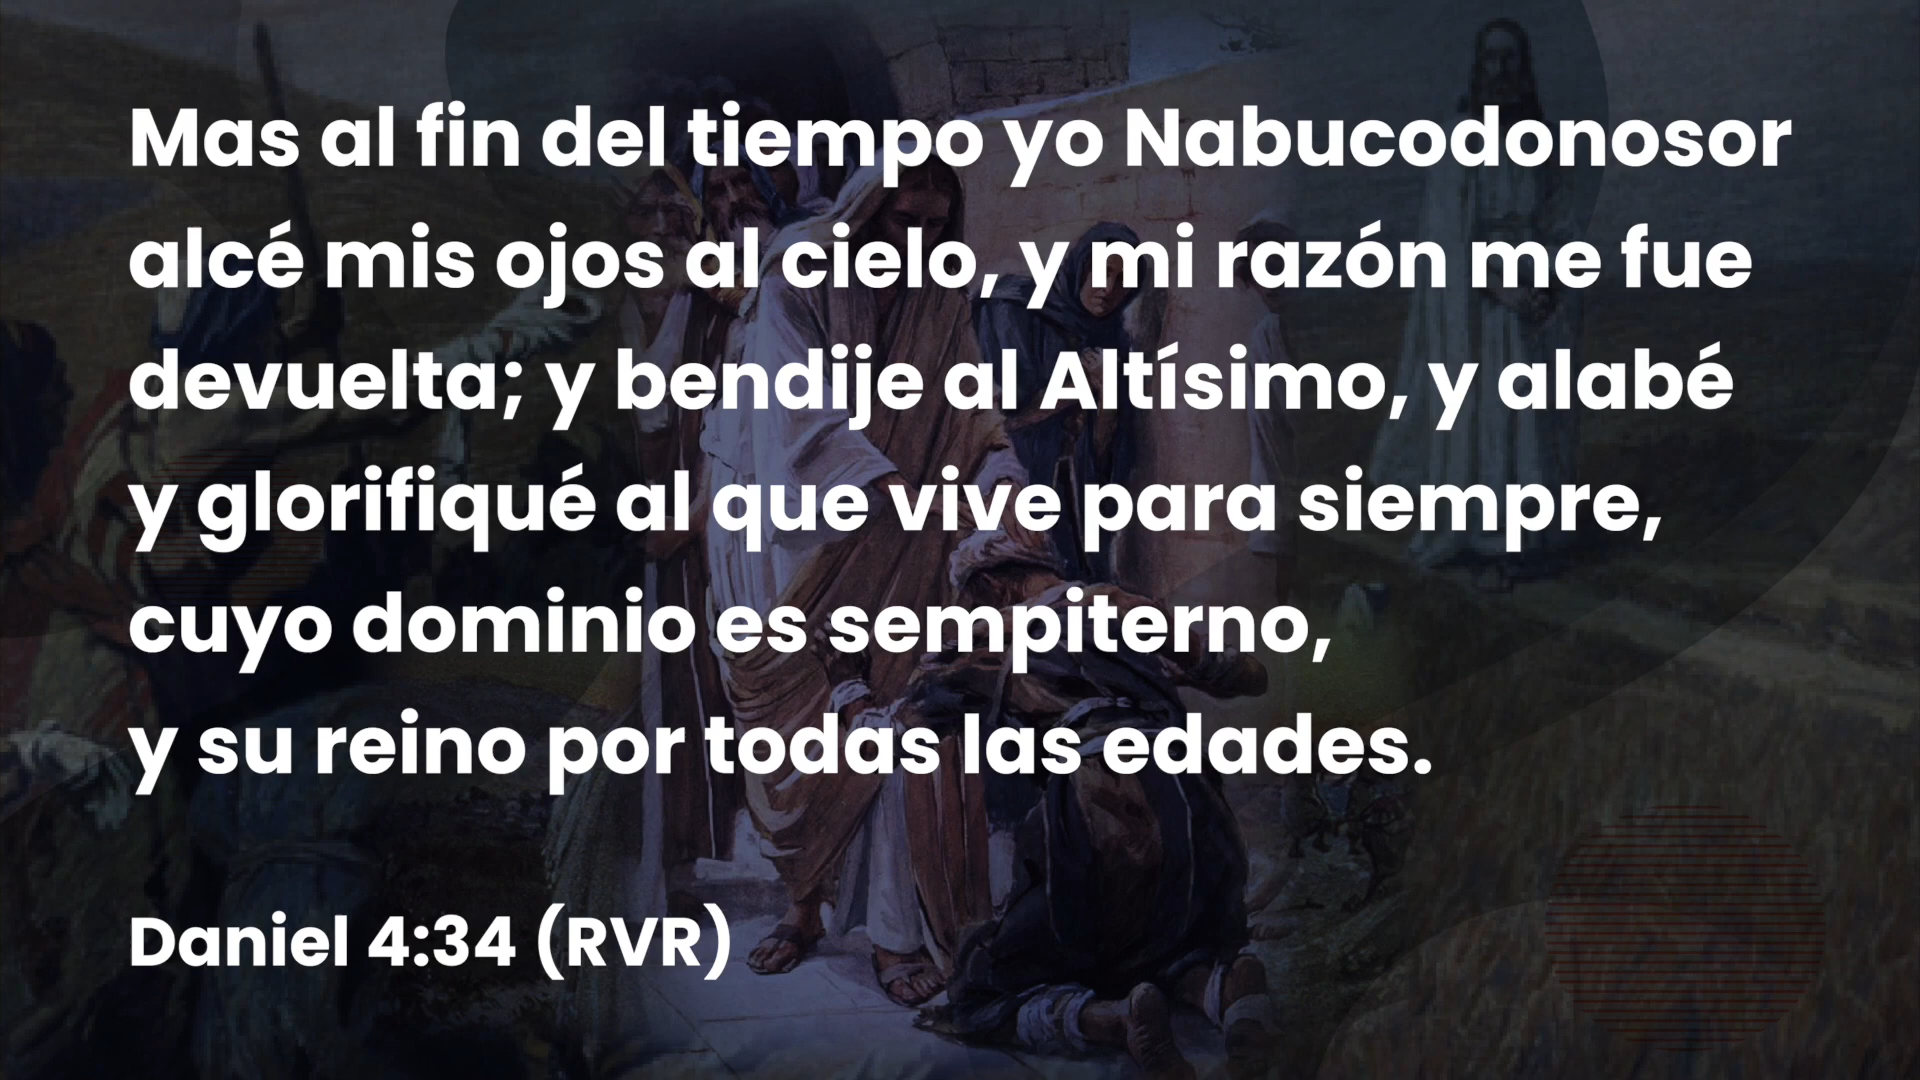 Mas al fin del tiempo yo Nabucodonosor
alcé mis ojos al cielo, y mi razón me fue
devuelta; y bendije al Altísimo, y alabé
y glorifiqué al que vive para siempre,
cuyo dominio es sempiterno,
y su reino por todas las edades.
Daniel 4:34 (RVR)